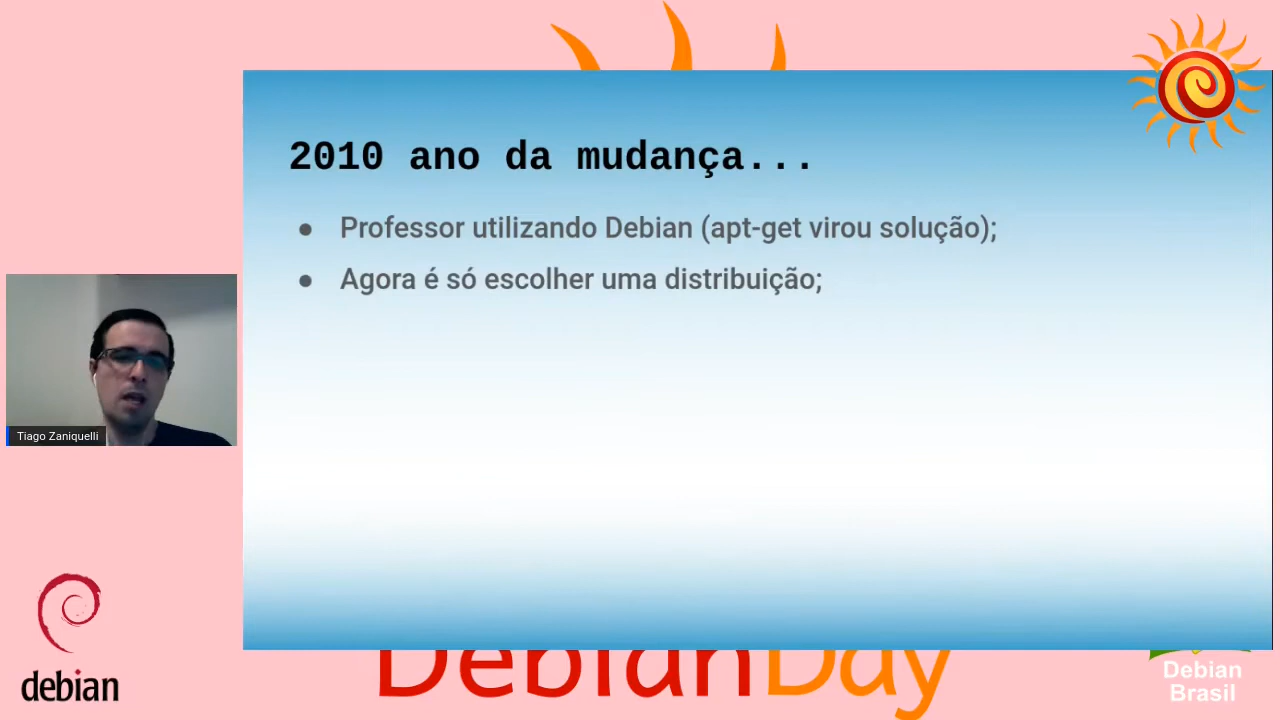 2010 ano da mudança...
● Professor utilizando Debian (apt-get virou solução);
● Agora é só escolher uma distribuição;
Tiago Zaniquelli
debian
DebianDay
Debian
Brasil